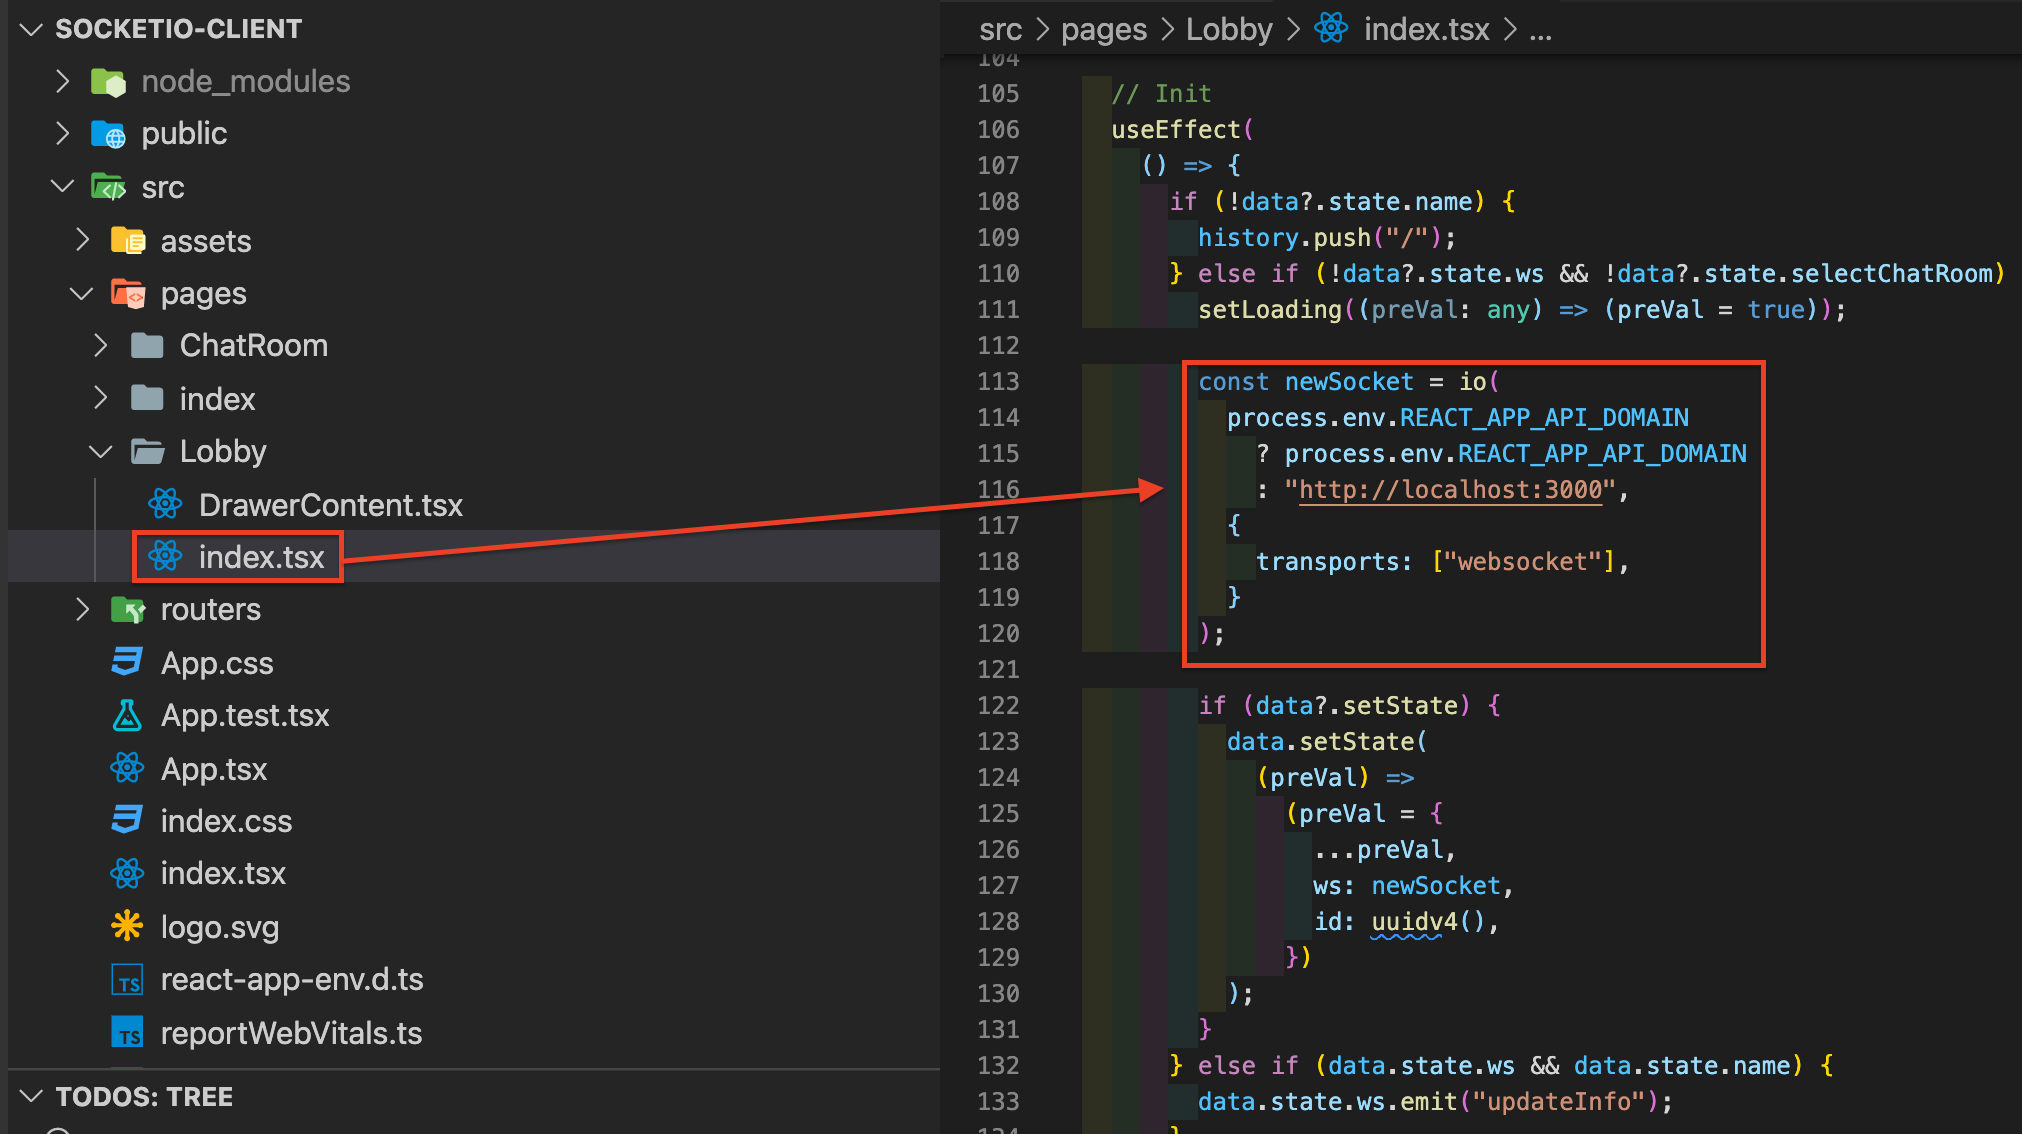 SOCKETIO-CLIENT
node_modules
public
src
assets
pages
ChatRoom
index
Lobby
DrawerContent.tsx
index.tsx
routers
App.css
App.test.tsx
App.tsx
index.css
index.tsx
logo.svg
TS react-app-env.d.ts
TS reportWebVitals.ts
TODOS: TREE
src > pages > Lobby > index.tsx > ...
104
105 // Init
106 useEffect(
107 () => {
108 if (!data?.state.name) {
109 history.push("/");
110 } else if (!data?.state.ws && !data?.state.selectChatRoom)
111 setLoading((preVal: any) => (preVal = true));
112
113 const newSocket = io(
114 process.env.REACT_APP_API_DOMAIN
115 ? process.env.REACT_APP_API_DOMAIN
116 : "http://localhost:3000",
117 {
118 transports: ["websocket"],
119 }
120 );
121
122 if (data?.setState) {
123 data.setState(
124 (preVal) =>
125 (preVal = {
126 ...preVal,
127 ws: newSocket,
128 id: uuidv4(),
129 })
130 );
131 }
132 } else if (data.state.ws && data.state.name) {
133 data.state.ws.emit("updateInfo");
134 }